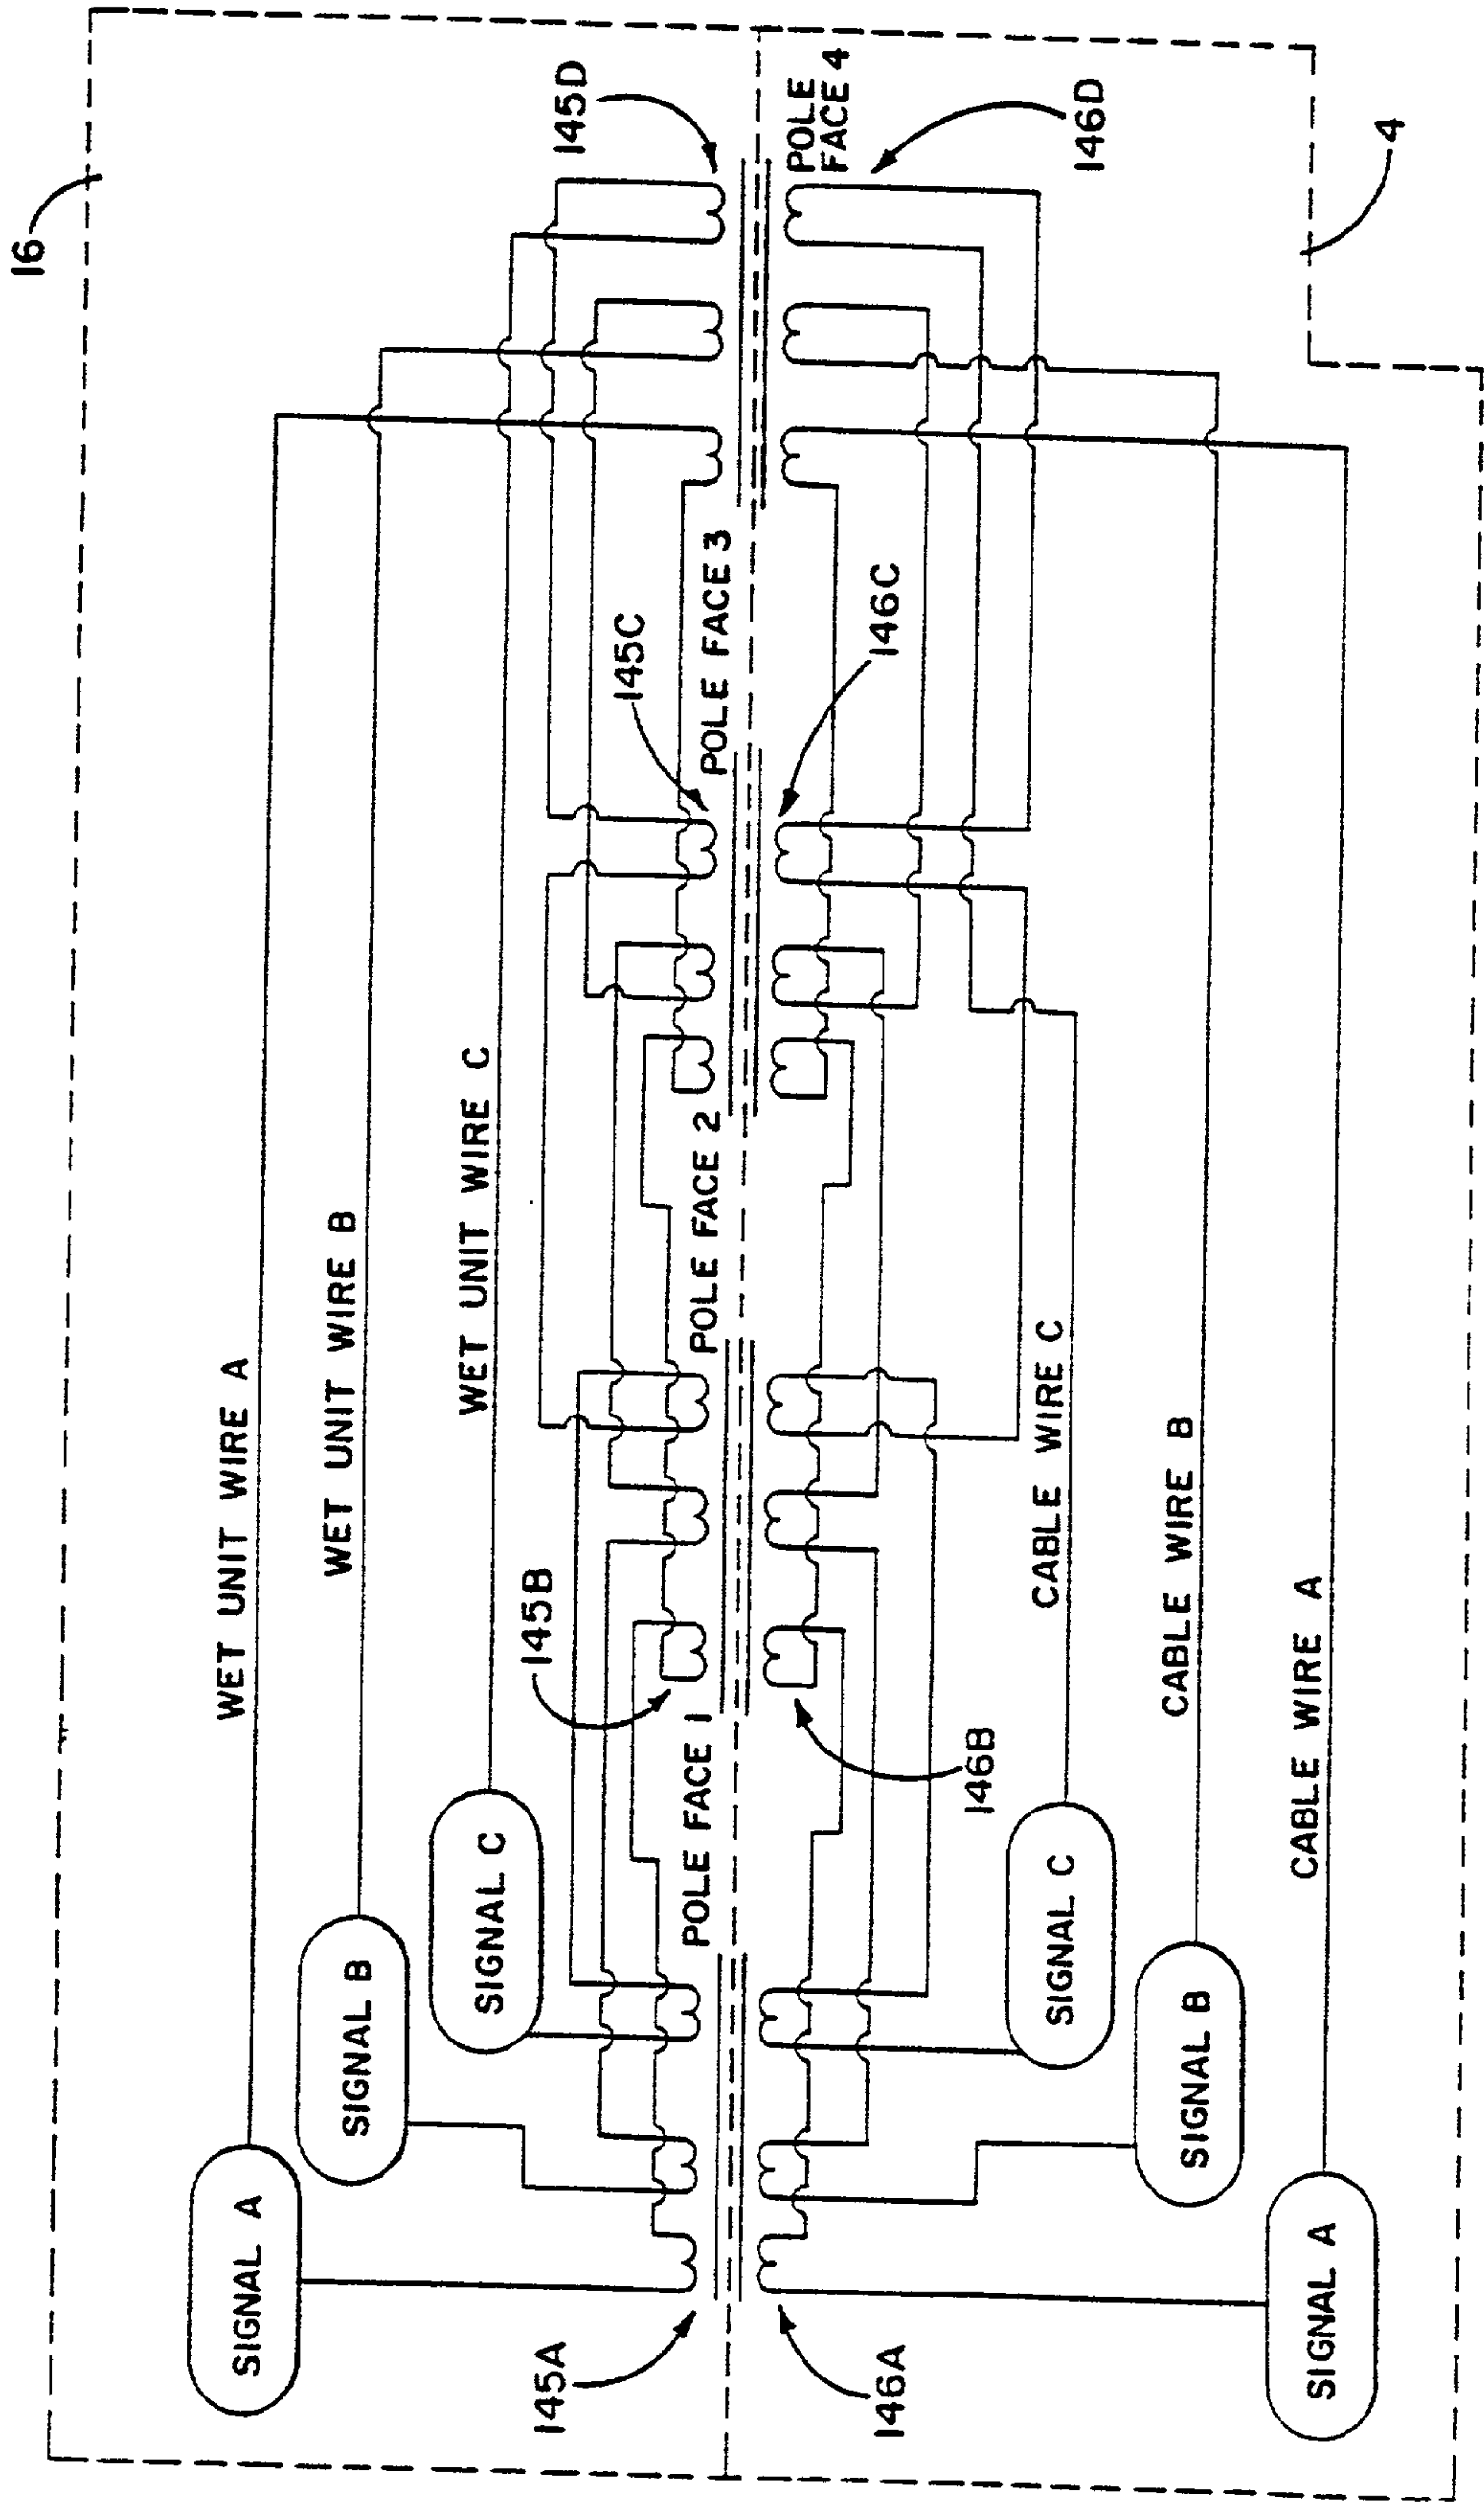 16
145D
POLE
FACE 4
146D
4
145C
POLE FACE 3
146C
WET UNIT WIRE A
WET UNIT WIRE B
WET UNIT WIRE C
POLE FACE 2
CABLE WIRE C
CABLE WIRE B
CABLE WIRE A
145B
POLE FACE 1
146B
SIGNAL A
SIGNAL B
SIGNAL C
SIGNAL C
SIGNAL B
SIGNAL A
145A
146A